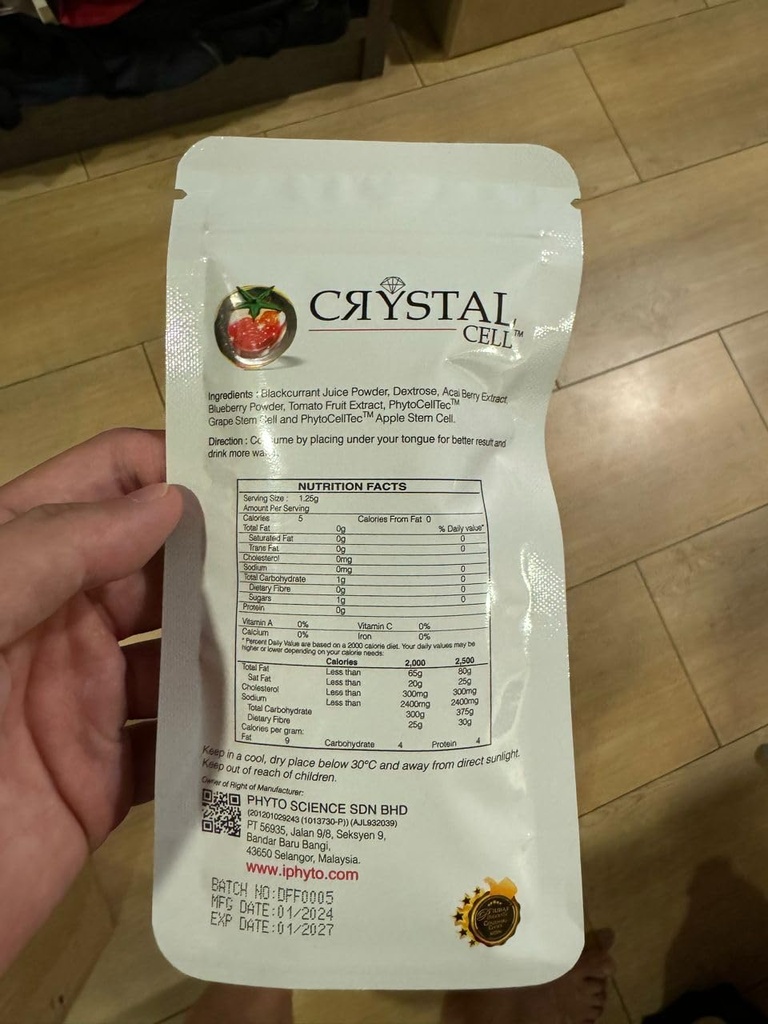 CRYSTAL
CELL™
Ingredients : Blackcurrant Juice Powder, Dextrose, Acai Berry Extract,
Blueberry Powder, Tomato Fruit Extract, PhytoCellTec™
Grape Stem Cell and PhytoCellTec™ Apple Stem Cell.
Direction : Consume by placing under your tongue for better result and
drink more water.
NUTRITION FACTS
Serving Size : 1.25g
Amount Per Serving
Calories 5 Calories From Fat 0
Total Fat 0g % Daily value*
Saturated Fat 0g 0
Trans Fat 0g 0
Cholesterol 0mg
Sodium 0mg 0
Total Carbohydrate 1g 0
Dietary Fibre 0g 0
Sugars 1g 0
Protein 0g
Vitamin A 0% Vitamin C 0%
Calcium 0% Iron 0%
* Percent Daily Value are based on a 2000 calorie diet. Your daily values may be
higher or lower depending on your calorie needs:
Calories 2,000 2,500
Total Fat Less than 65g 80g
Sat Fat Less than 20g 25g
Cholesterol Less than 300mg 300mg
Sodium Less than 2400mg 2400mg
Total Carbohydrate 300g 375g
Dietary Fibre 25g 30g
Calories per gram:
Fat 9 Carbohydrate 4 Protein 4
Keep in a cool, dry place below 30°C and away from direct sunlight.
Keep out of reach of children.
Owner of Right of Manufacturer:
PHYTO SCIENCE SDN BHD
(201201029243 (1013730-P)) (AJL932039)
PT 56935, Jalan 9/8, Seksyen 9,
Bandar Baru Bangi,
43650 Selangor, Malaysia.
www.iphyto.com
BATCH NO:DFF0005
MFG DATE:01/2024
EXP DATE:01/2027